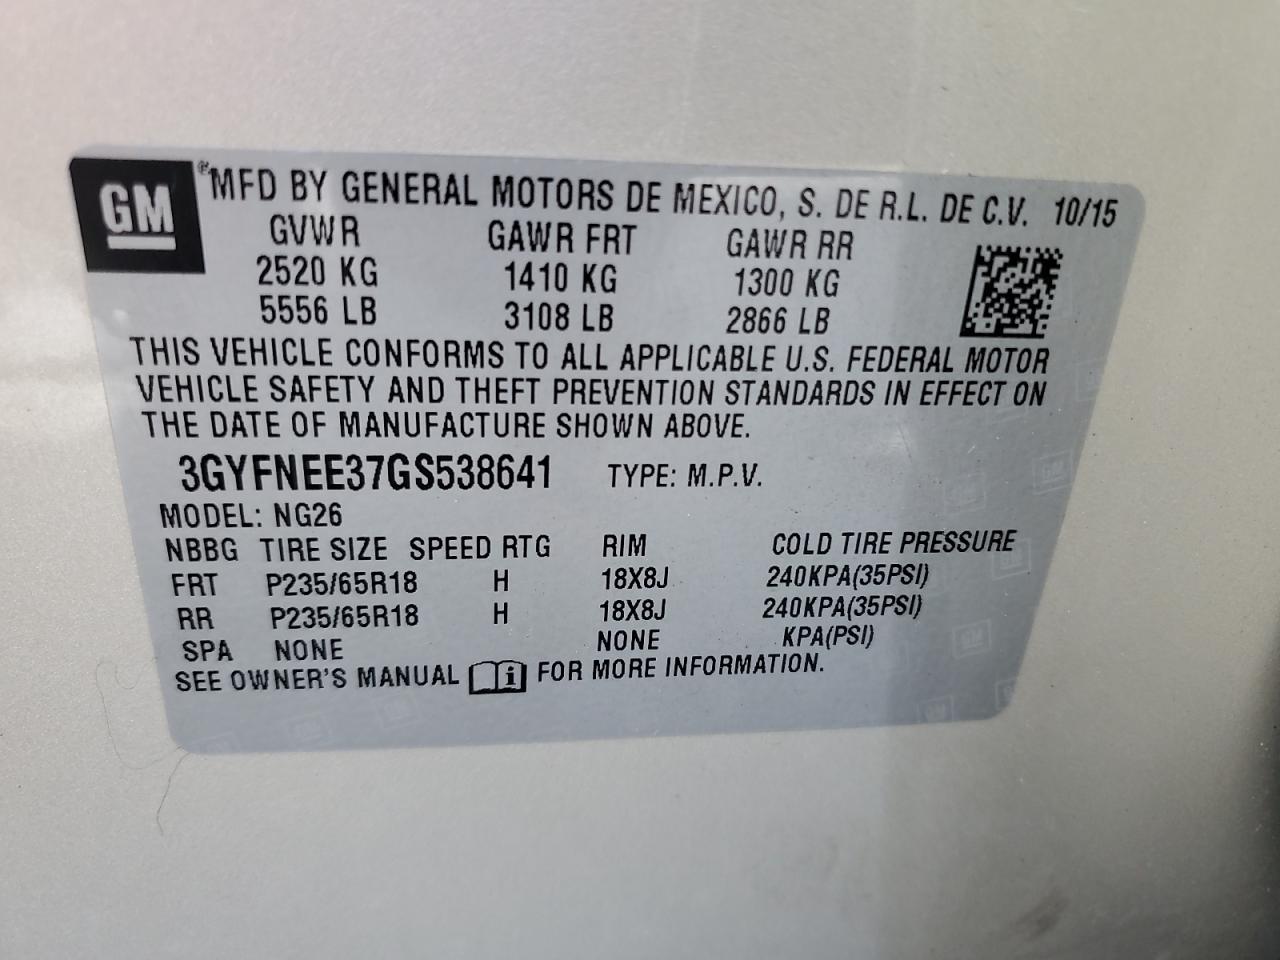 GM ®MFD BY GENERAL MOTORS DE MEXICO, S. DE R.L. DE C.V. 10/15
GVWR GAWR FRT GAWR RR
2520 KG 1410 KG 1300 KG
5556 LB 3108 LB 2866 LB
THIS VEHICLE CONFORMS TO ALL APPLICABLE U.S. FEDERAL MOTOR
VEHICLE SAFETY AND THEFT PREVENTION STANDARDS IN EFFECT ON
THE DATE OF MANUFACTURE SHOWN ABOVE.
3GYFNEE37GS538641 TYPE: M.P.V.
MODEL: NG26
NBBG TIRE SIZE SPEED RTG RIM COLD TIRE PRESSURE
FRT P235/65R18 H 18X8J 240KPA(35PSI)
RR P235/65R18 H 18X8J 240KPA(35PSI)
SPA NONE NONE KPA(PSI)
SEE OWNER'S MANUAL i FOR MORE INFORMATION.